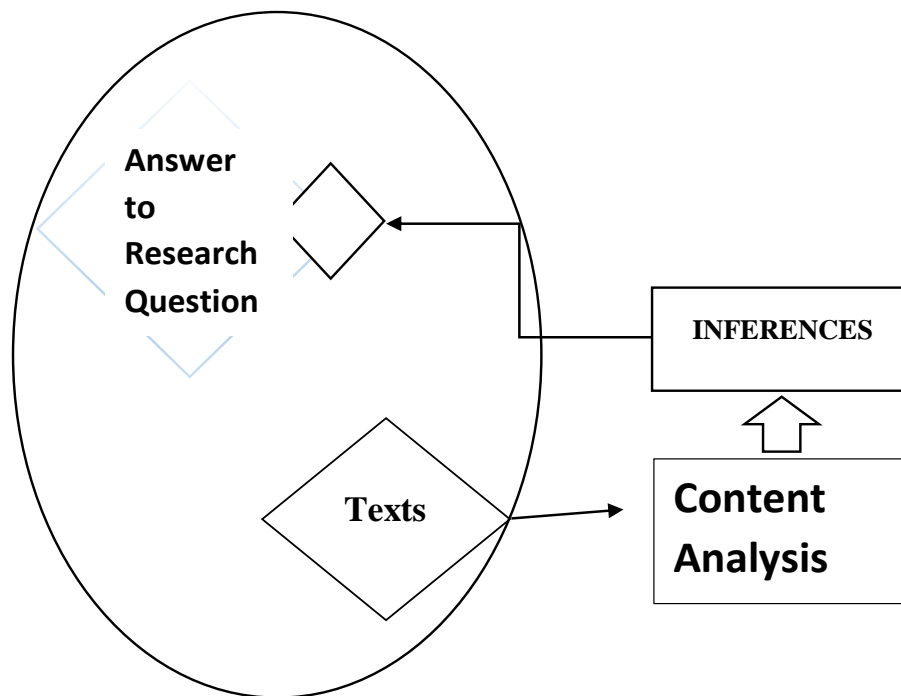 Answer
to
Research
Question
INFERENCES
Texts
Content
Analysis